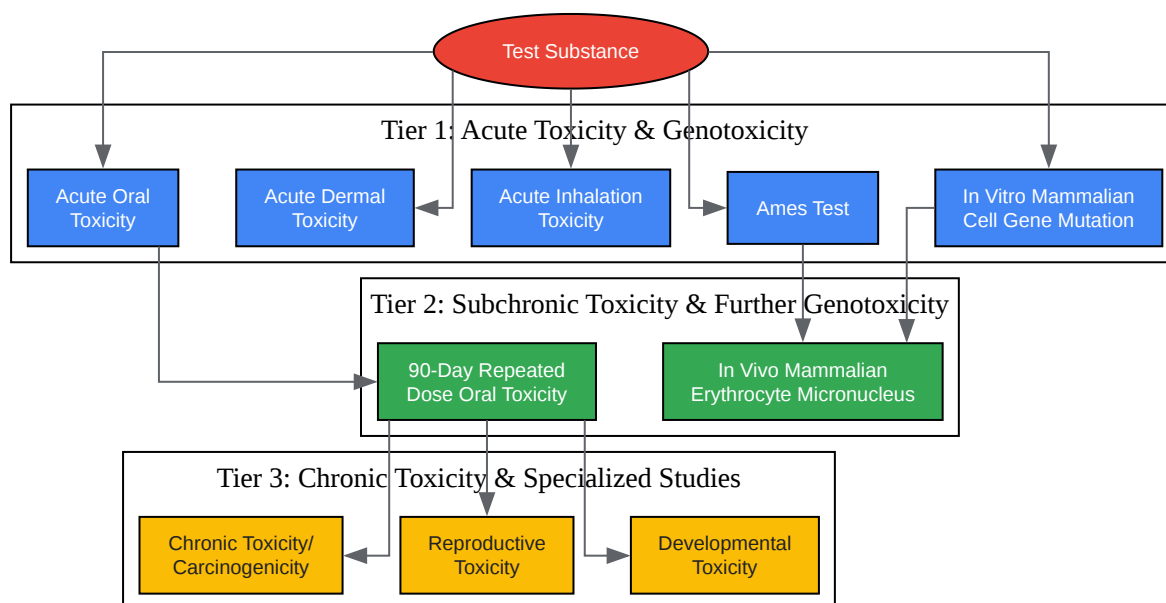 Test Substance
Tier 1: Acute Toxicity & Genotoxicity
Acute Oral
Toxicity
Acute Dermal
Toxicity
Acute Inhalation
Toxicity
Ames Test
In Vitro Mammalian
Cell Gene Mutation
Tier 2: Subchronic Toxicity & Further Genotoxicity
90-Day Repeated
Dose Oral Toxicity
In Vivo Mammalian
Erythrocyte Micronucleus
Tier 3: Chronic Toxicity & Specialized Studies
Chronic Toxicity/
Carcinogenicity
Reproductive
Toxicity
Developmental
Toxicity